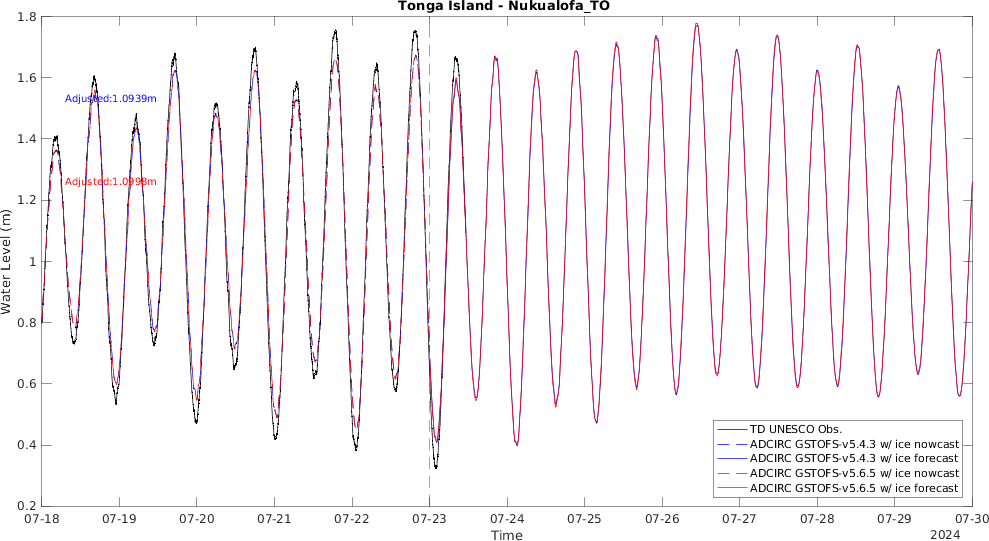 Tonga Island - Nukualofa_TO
1.8
1.6
1.4
1.2
1
0.8
0.6
0.4
0.2
Water Level (m)
Adjusted:1.0939m
Adjusted:1.0998m
TD UNESCO Obs.
ADCIRC GSTOFS-v5.4.3 w/ ice nowcast
ADCIRC GSTOFS-v5.4.3 w/ ice forecast
ADCIRC GSTOFS-v5.6.5 w/ ice nowcast
ADCIRC GSTOFS-v5.6.5 w/ ice forecast
07-18 07-19 07-20 07-21 07-22 07-23 07-24 07-25 07-26 07-27 07-28 07-29 07-30
Time
2024